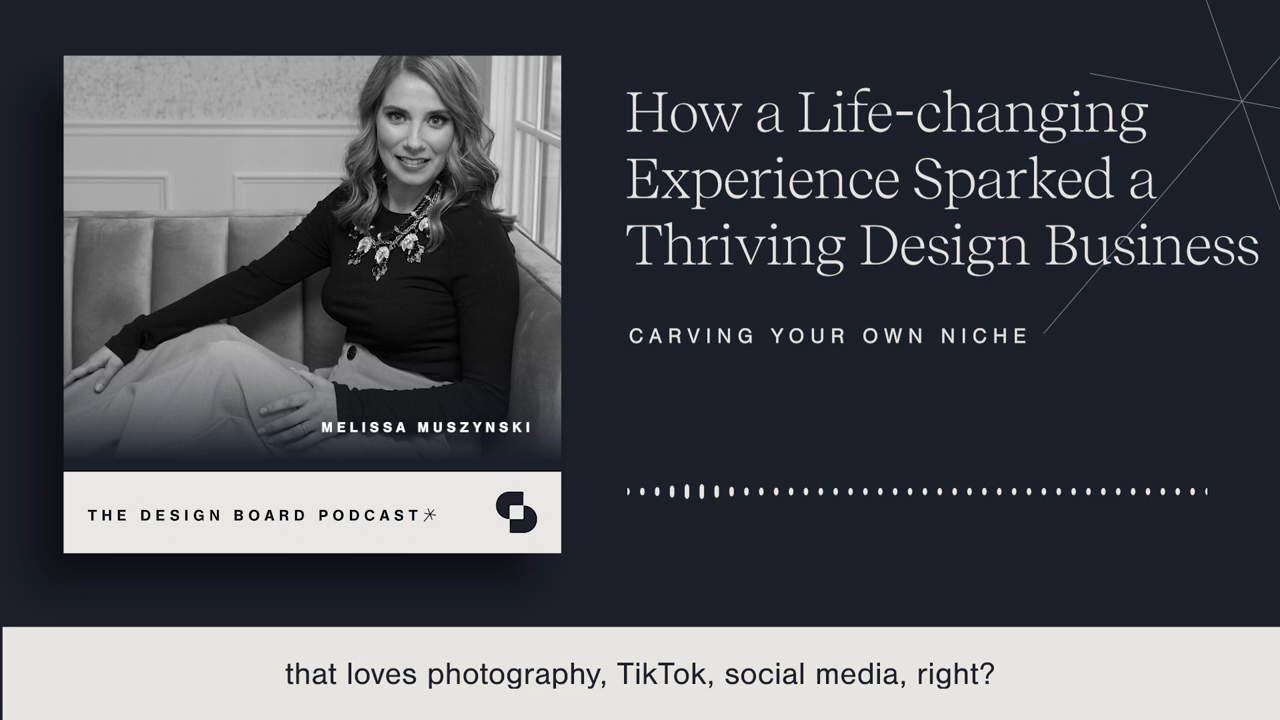 How a Life-changing
Experience Sparked a
Thriving Design Business
CARVING YOUR OWN NICHE
MELISSA MUSZYNSKI
THE DESIGN BOARD PODCAST*
that loves photography, TikTok, social media, right?